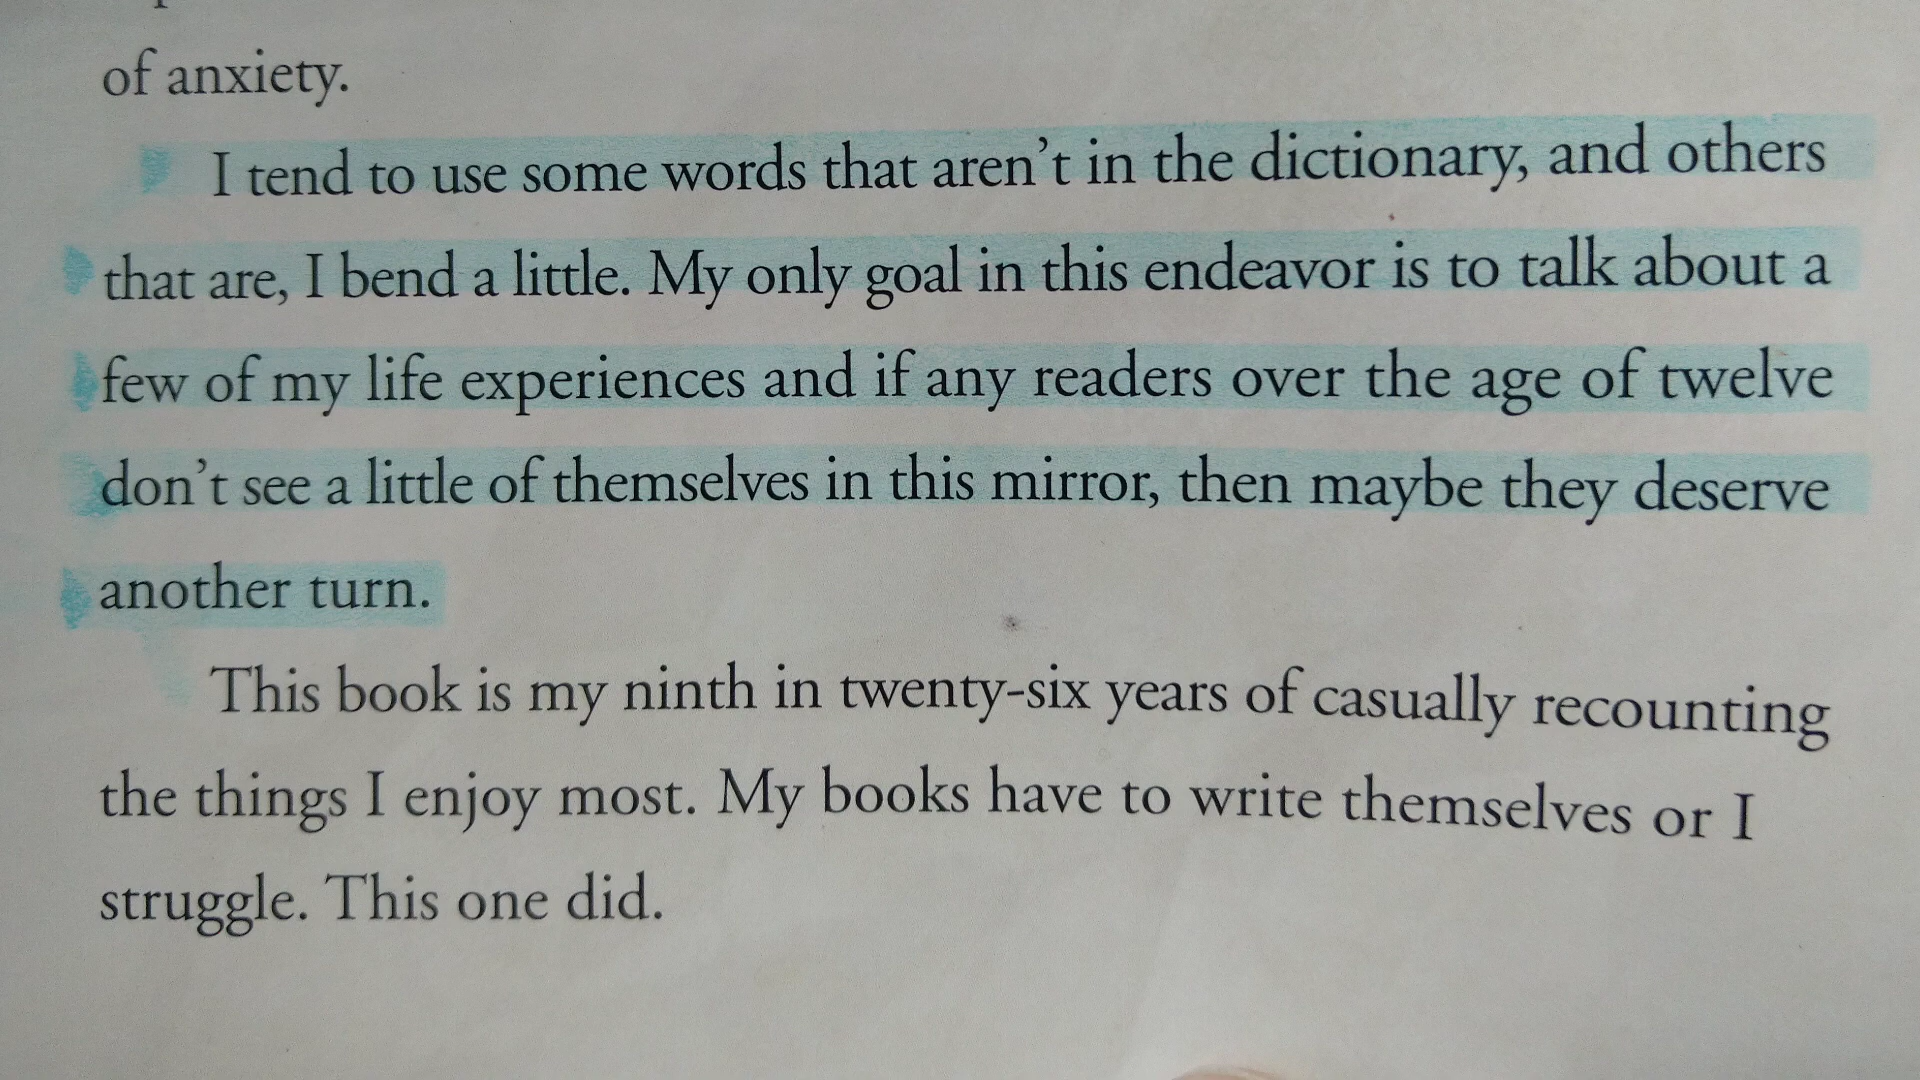 of anxiety.
I tend to use some words that aren't in the dictionary, and others
that are, I bend a little. My only goal in this endeavor is to talk about a
few of my life experiences and if any readers over the age of twelve
don't see a little of themselves in this mirror, then maybe they deserve
another turn.
This book is my ninth in twenty-six years of casually recounting
the things I enjoy most. My books have to write themselves or I
struggle. This one did.